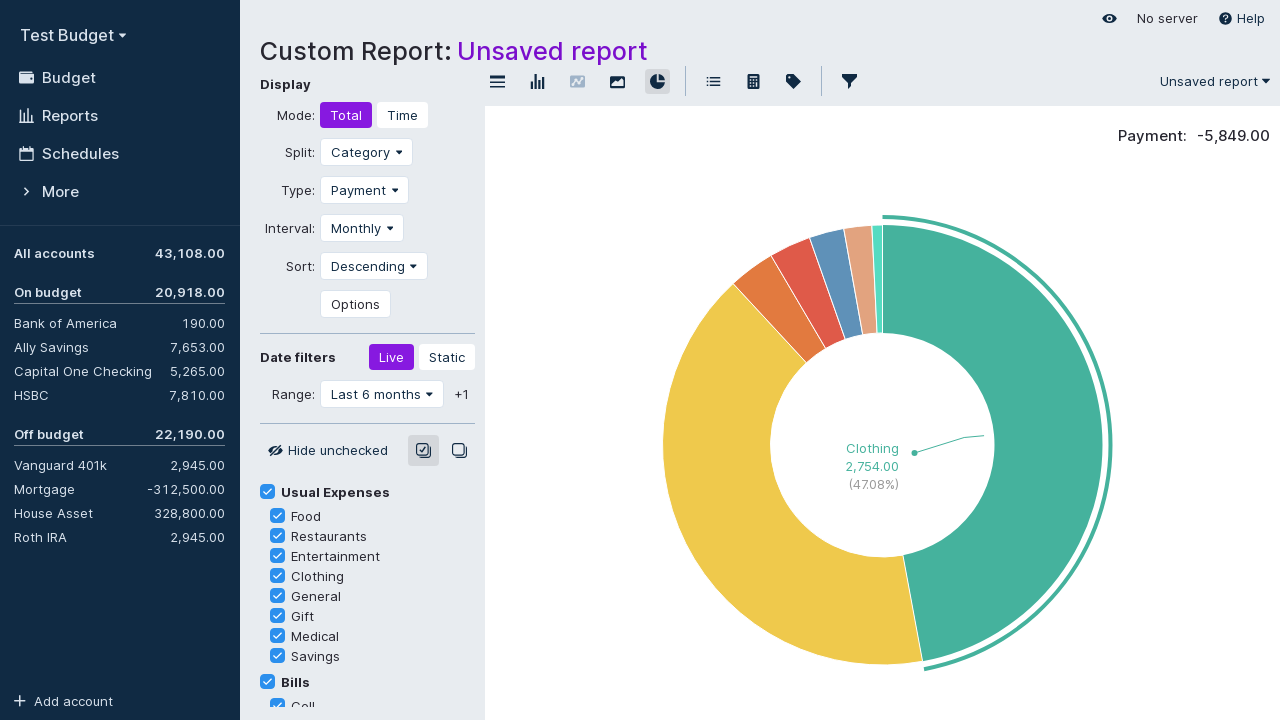 Test Budget
Budget
Reports
Schedules
More
All accounts 43,108.00
On budget 20,918.00
Bank of America 190.00
Ally Savings 7,653.00
Capital One Checking 5,265.00
HSBC 7,810.00
Off budget 22,190.00
Vanguard 401k 2,945.00
Mortgage -312,500.00
House Asset 328,800.00
Roth IRA 2,945.00
Add account
No server
Help
Custom Report: Unsaved report
Display
Mode: Total Time
Split: Category
Type: Payment
Interval: Monthly
Sort: Descending
Options
Date filters Live Static
Range: Last 6 months +1
Hide unchecked
Usual Expenses
Food
Restaurants
Entertainment
Clothing
General
Gift
Medical
Savings
Bills
Cell
Unsaved report
Payment: -5,849.00
Clothing
2,754.00
(47.08%)